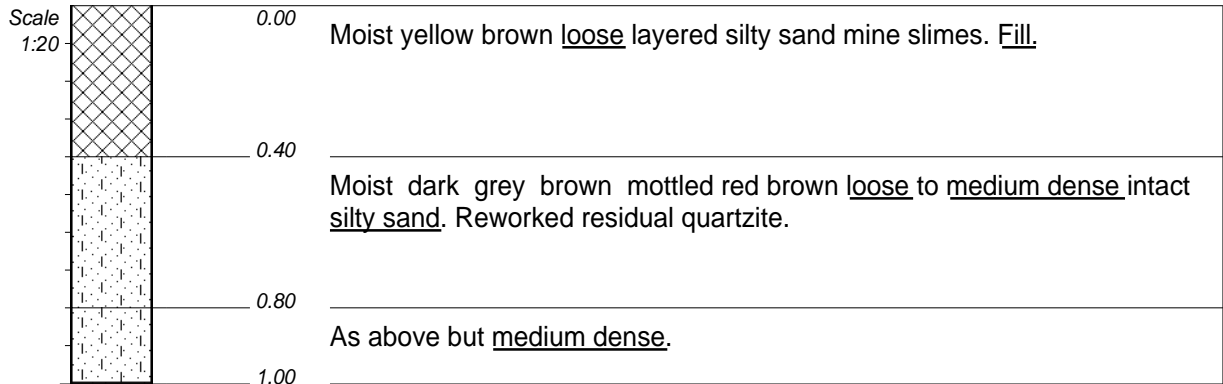 Scale
1:20
0.00
Moist yellow brown loose layered silty sand mine slimes. Fill.
0.40
Moist dark grey brown mottled red brown loose to medium dense intact
silty sand. Reworked residual quartzite.
0.80
As above but medium dense.
1.00